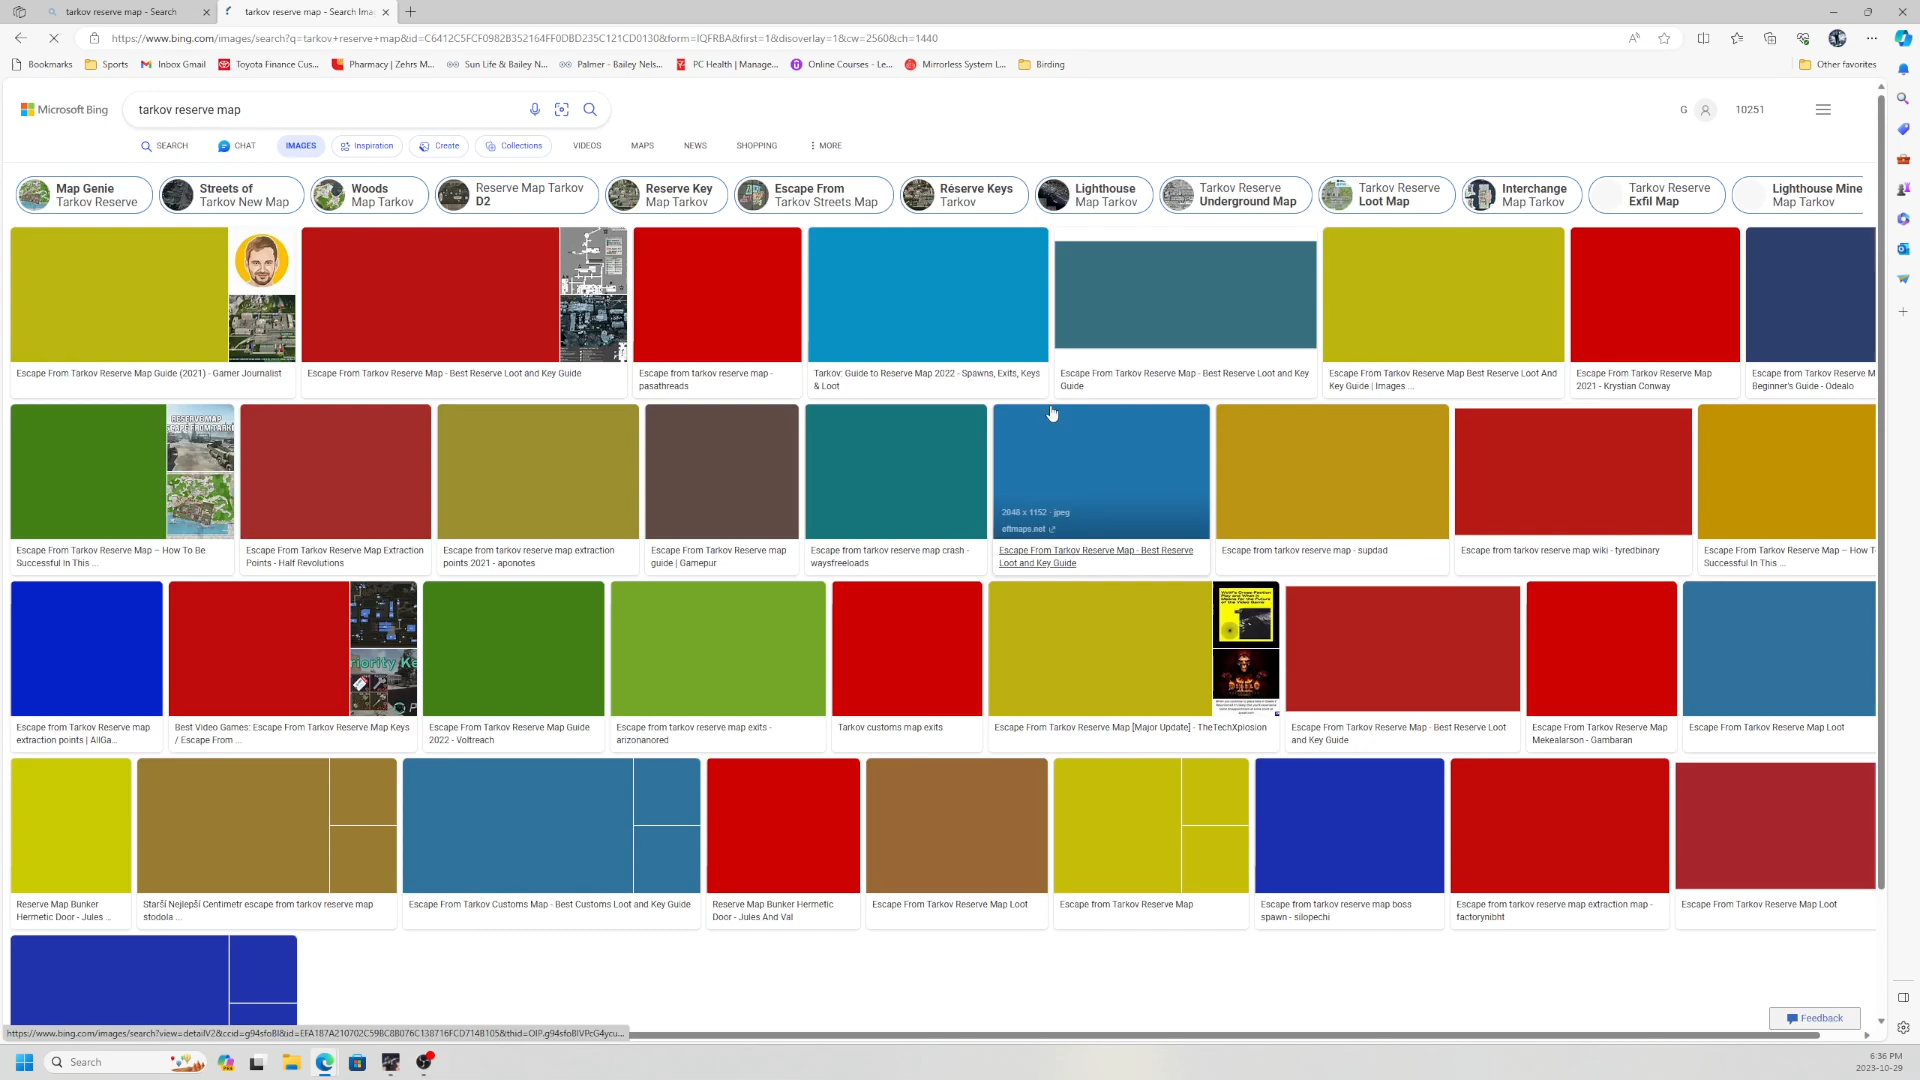 tarkov reserve map - Search
tarkov reserve map - Search Ima
https://www.bing.com/images/search?q=tarkov+reserve+map&id=C6412C5FCF0982B352164FF0DBD235C121CD0130&form=IQFRBA&first=1&disoverlay=1&cw=2560&ch=1440
Bookmarks
Sports
Inbox Gmail
Toyota Finance Cus...
Pharmacy | Zehrs M...
Sun Life & Bailey N...
Palmer - Bailey Nels...
PC Health | Manage...
Online Courses - Le...
Mirrorless System L...
Birding
Other favorites
Microsoft Bing
tarkov reserve map
G
10251
SEARCH
CHAT
IMAGES
Inspiration
Create
Collections
VIDEOS
MAPS
NEWS
SHOPPING
MORE
Map Genie
Tarkov Reserve
Streets of
Tarkov New Map
Woods
Map Tarkov
Reserve Map Tarkov
D2
Reserve Key
Map Tarkov
Escape From
Tarkov Streets Map
Reserve Keys
Tarkov
Lighthouse
Map Tarkov
Tarkov Reserve
Underground Map
Tarkov Reserve
Loot Map
Interchange
Map Tarkov
Tarkov Reserve
Exfil Map
Lighthouse Mine
Map Tarkov
Escape From Tarkov Reserve Map Guide (2021) - Gamer Journalist
Escape From Tarkov Reserve Map - Best Reserve Loot and Key Guide
Escape from tarkov reserve map -
pasathreads
Tarkov: Guide to Reserve Map 2022 - Spawns, Exits, Keys
& Loot
Escape From Tarkov Reserve Map - Best Reserve Loot and Key
Guide
Escape From Tarkov Reserve Map Best Reserve Loot And
Key Guide | Images ...
Escape From Tarkov Reserve Map
2021 - Krystian Conway
Escape from Tarkov Reserve M
Beginner's Guide - Odealo
RESERVE MAP
Escape From Tarkov Reserve Map – How To Be
Successful In This ...
Escape From Tarkov Reserve Map Extraction
Points - Half Revolutions
Escape from tarkov reserve map extraction
points 2021 - aponotes
Escape From Tarkov Reserve map
guide | Gamepur
Escape from tarkov reserve map crash -
waysfreeloads
2048 x 1152 · jpeg
eftmaps.net
Escape From Tarkov Reserve Map - Best Reserve
Loot and Key Guide
Escape from tarkov reserve map - supdad
Escape from tarkov reserve map wiki - tyredbinary
Escape From Tarkov Reserve Map – How T
Successful In This ...
riority Ke
Escape from Tarkov Reserve map
extraction points | AllGa...
Best Video Games: Escape From Tarkov Reserve Map Keys
/ Escape From ...
Escape From Tarkov Reserve Map Guide
2022 - Voltreach
Escape from tarkov reserve map exits -
arizonanored
Tarkov customs map exits
Escape From Tarkov Reserve Map [Major Update] - TheTechXplosion
Escape From Tarkov Reserve Map - Best Reserve Loot
and Key Guide
Escape From Tarkov Reserve Map
Mekealarson - Gambaran
Escape From Tarkov Reserve Map Loot
Reserve Map Bunker
Hermetic Door - Jules ...
Starší Nejlepší Centimetr escape from tarkov reserve map
stodola ...
Escape From Tarkov Customs Map - Best Customs Loot and Key Guide
Reserve Map Bunker Hermetic
Door - Jules And Val
Escape From Tarkov Reserve Map Loot
Escape from Tarkov Reserve Map
Escape from tarkov reserve map boss
spawn - silopechi
Escape from tarkov reserve map extraction map -
factorynibht
Escape From Tarkov Reserve Map Loot
Feedback
https://www.bing.com/images/search?view=detailV2&ccid=g94sfoBl&id=EFA187A210702C59BC8B076C138716FCD7148105&thid=OIP.g94sfoBlVPcG4ycu...
Search
6:36 PM
2023-10-29